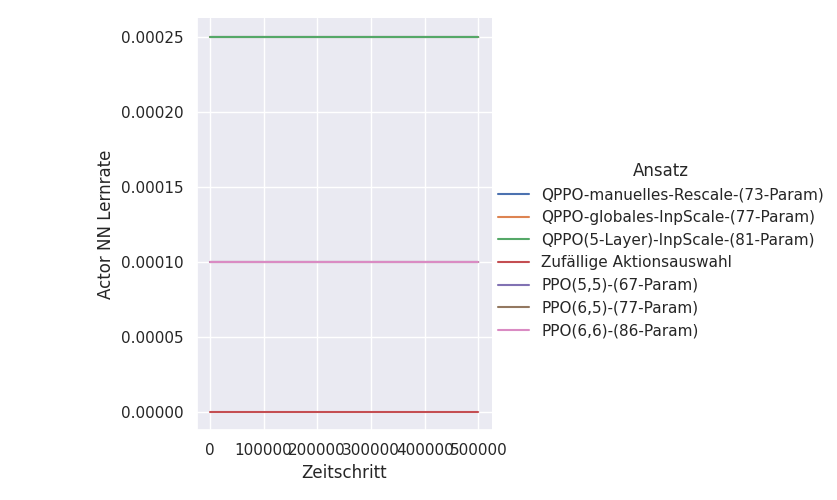 0.00025
0.00020
0.00015
0.00010
0.00005
0.00000
Actor NN Lernrate
0 100000 200000 300000 400000 500000
Zeitschritt
Ansatz
QPPO-manuelles-Rescale-(73-Param)
QPPO-globales-InpScale-(77-Param)
QPPO(5-Layer)-InpScale-(81-Param)
Zufällige Aktionsauswahl
PPO(5,5)-(67-Param)
PPO(6,5)-(77-Param)
PPO(6,6)-(86-Param)